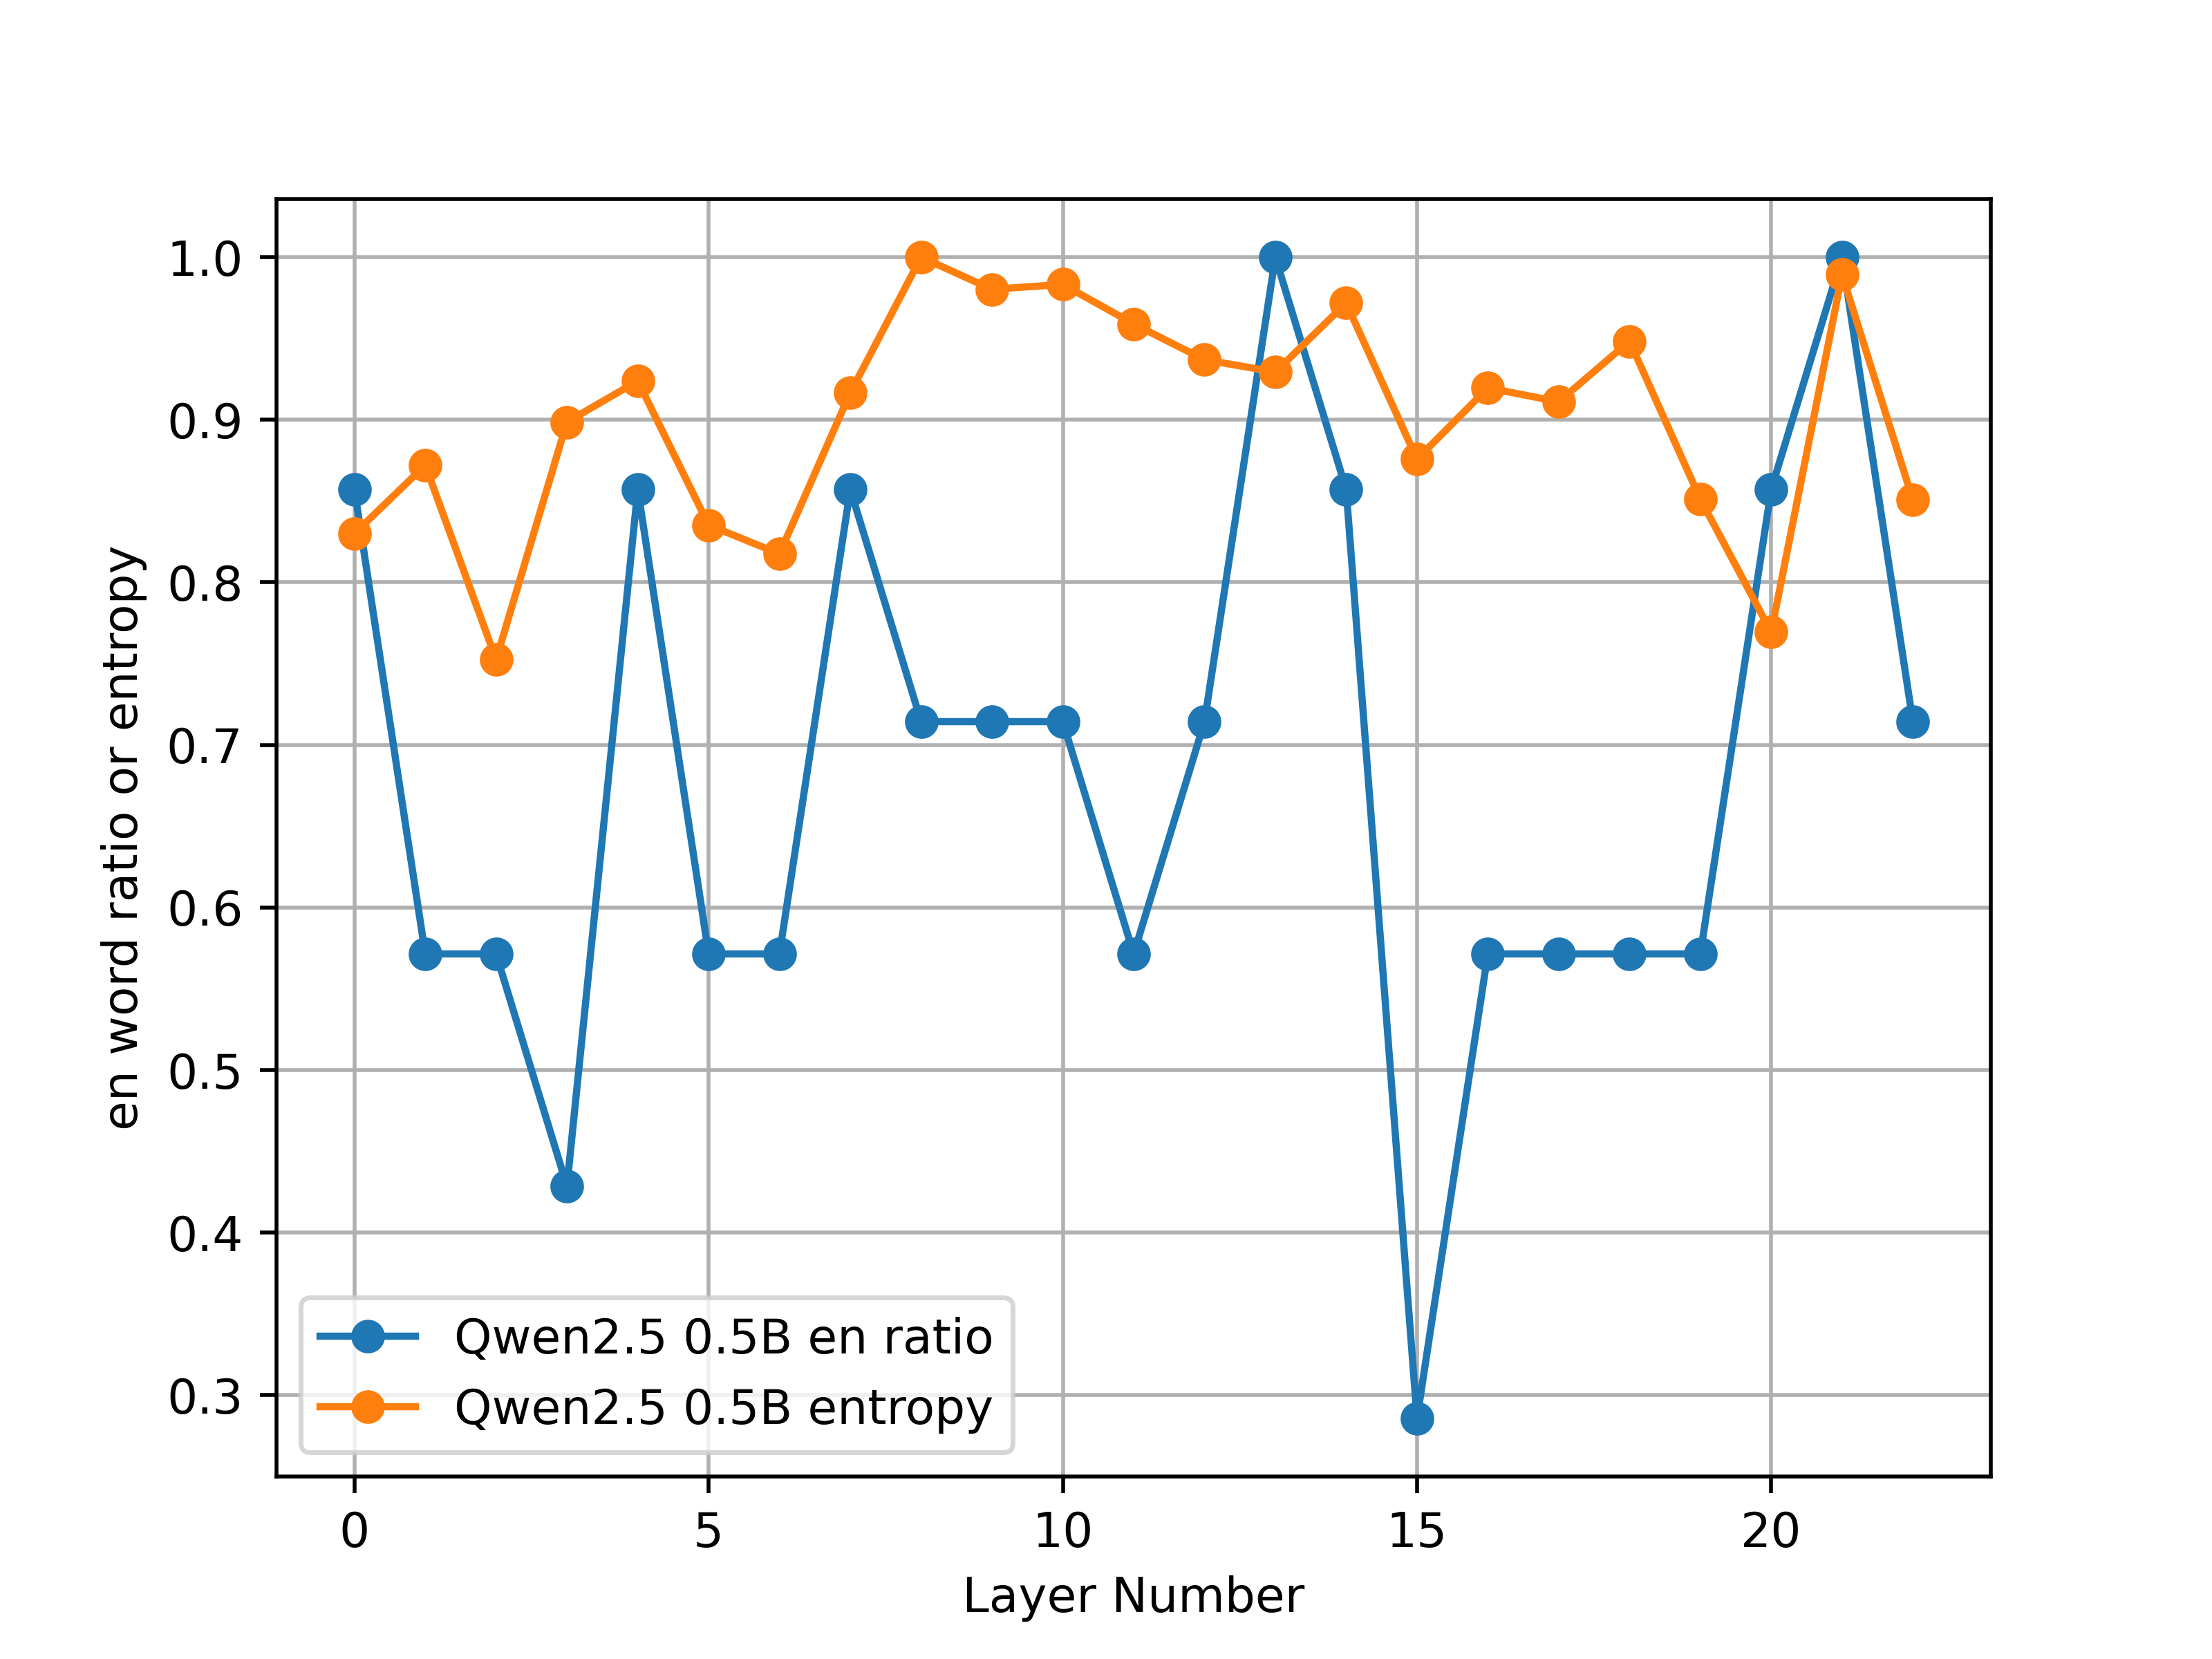 1.0
0.9
0.8
0.7
0.6
0.5
0.4
0.3
en word ratio or entropy
Qwen2.5 0.5B en ratio
Qwen2.5 0.5B entropy
0 5 10 15 20
Layer Number